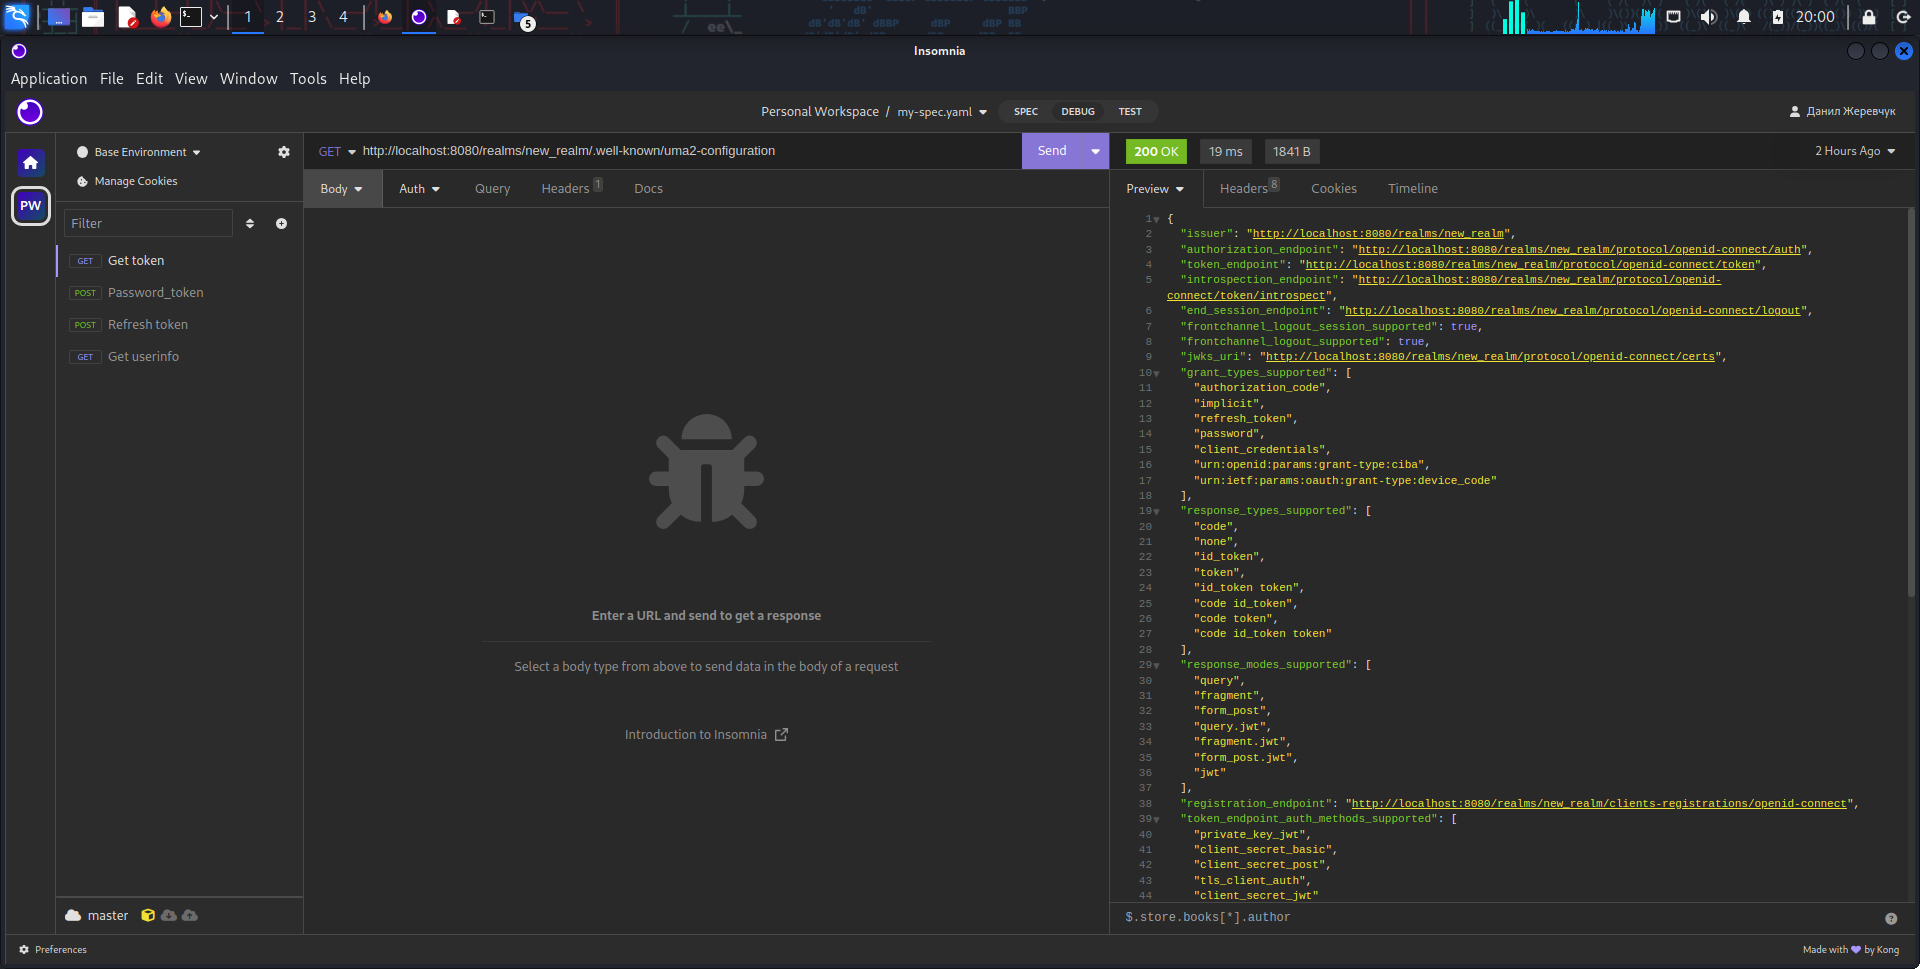 1 2 3 4
5
20:00
Insomnia
Application File Edit View Window Tools Help
Personal Workspace / my-spec.yaml
SPEC DEBUG TEST
Данил Жеревчук
PW
Base Environment
Manage Cookies
Filter
GET Get token
POST Password_token
POST Refresh token
GET Get userinfo
master
Preferences
GET http://localhost:8080/realms/new_realm/.well-known/uma2-configuration
Send
Body Auth Query Headers 1 Docs
Enter a URL and send to get a response
Select a body type from above to send data in the body of a request
Introduction to Insomnia
200 OK 19 ms 1841 B 2 Hours Ago
Preview Headers 8 Cookies Timeline
1 {
2 "issuer": "http://localhost:8080/realms/new_realm",
3 "authorization_endpoint": "http://localhost:8080/realms/new_realm/protocol/openid-connect/auth",
4 "token_endpoint": "http://localhost:8080/realms/new_realm/protocol/openid-connect/token",
5 "introspection_endpoint": "http://localhost:8080/realms/new_realm/protocol/openid-
connect/token/introspect",
6 "end_session_endpoint": "http://localhost:8080/realms/new_realm/protocol/openid-connect/logout",
7 "frontchannel_logout_session_supported": true,
8 "frontchannel_logout_supported": true,
9 "jwks_uri": "http://localhost:8080/realms/new_realm/protocol/openid-connect/certs",
10 "grant_types_supported": [
11 "authorization_code",
12 "implicit",
13 "refresh_token",
14 "password",
15 "client_credentials",
16 "urn:openid:params:grant-type:ciba",
17 "urn:ietf:params:oauth:grant-type:device_code"
18 ],
19 "response_types_supported": [
20 "code",
21 "none",
22 "id_token",
23 "token",
24 "id_token token",
25 "code id_token",
26 "code token",
27 "code id_token token"
28 ],
29 "response_modes_supported": [
30 "query",
31 "fragment",
32 "form_post",
33 "query.jwt",
34 "fragment.jwt",
35 "form_post.jwt",
36 "jwt"
37 ],
38 "registration_endpoint": "http://localhost:8080/realms/new_realm/clients-registrations/openid-connect",
39 "token_endpoint_auth_methods_supported": [
40 "private_key_jwt",
41 "client_secret_basic",
42 "client_secret_post",
43 "tls_client_auth",
44 "client_secret_jwt"
$.store.books[*].author
Made with by Kong